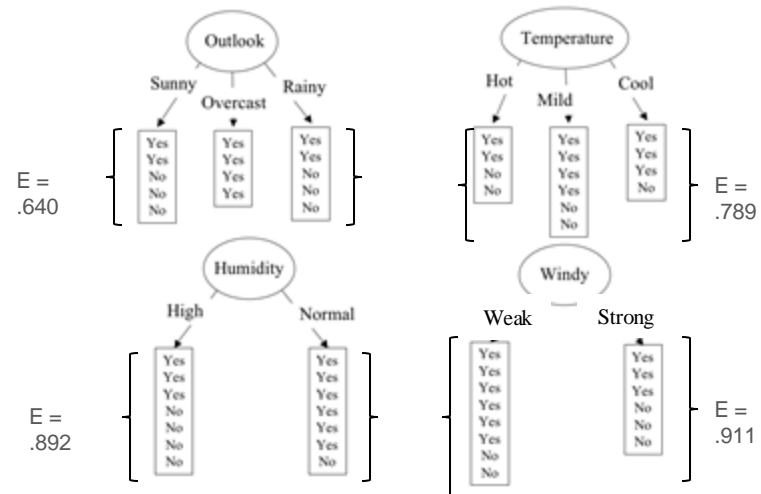 Outlook
Sunny
Overcast
Rainy
Yes
Yes
No
No
No
Yes
Yes
Yes
Yes
Yes
Yes
No
No
No
E =
.640
Temperature
Hot
Mild
Cool
Yes
Yes
No
No
Yes
Yes
Yes
Yes
No
No
Yes
Yes
Yes
No
E =
.789
Humidity
High
Normal
Yes
Yes
Yes
No
No
No
No
Yes
Yes
Yes
Yes
Yes
Yes
No
E =
.892
Windy
Weak
Strong
Yes
Yes
Yes
Yes
Yes
Yes
No
No
Yes
Yes
Yes
No
No
No
E =
.911